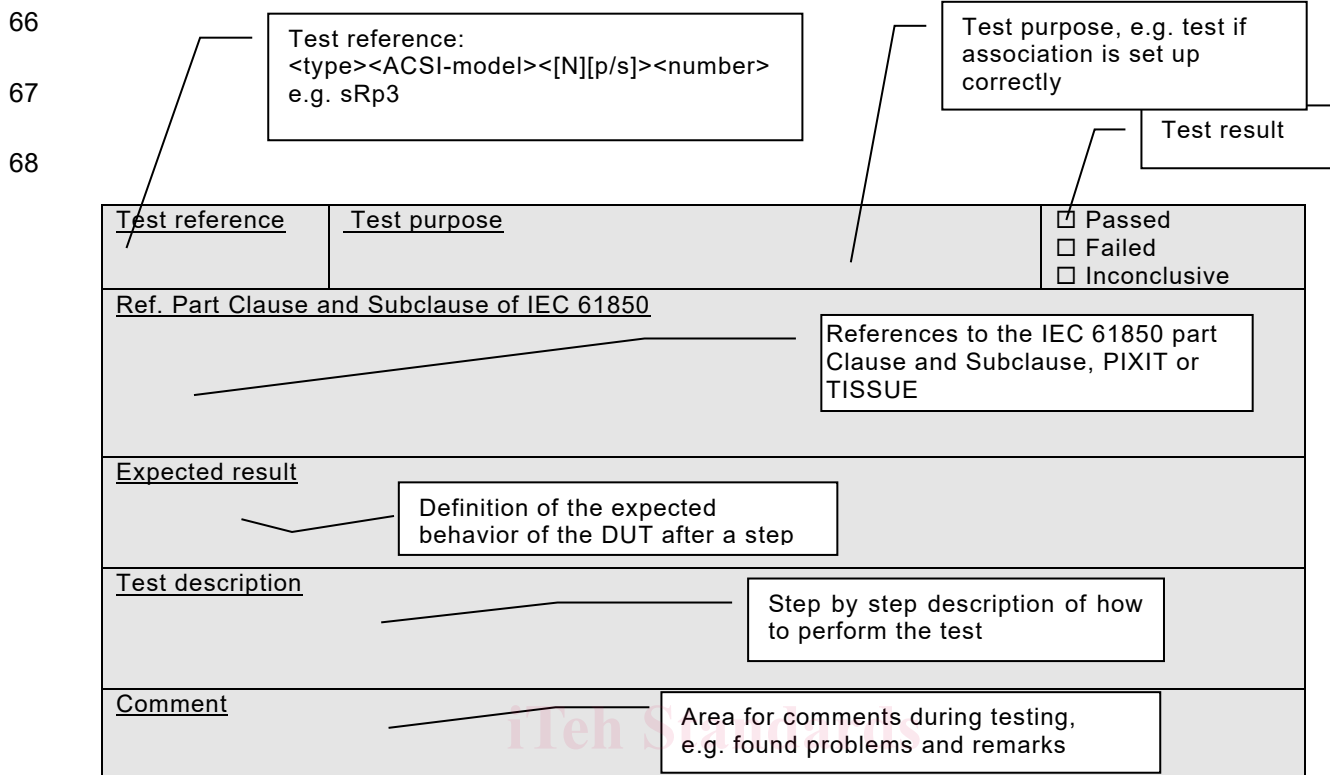 66
Test reference:
<type><ACSI-model><[N][p/s]><number>
e.g. sRp3
67
68
Test purpose, e.g. test if
association is set up
correctly
Test result
Test reference
Test purpose
☐ Passed
☐ Failed
☐ Inconclusive
Ref. Part Clause and Subclause of IEC 61850
References to the IEC 61850 part
Clause and Subclause, PIXIT or
TISSUE
Expected result
Definition of the expected
behavior of the DUT after a step
Test description
Step by step description of how
to perform the test
Comment
Area for comments during testing,
e.g. found problems and remarks
iTeh Standards